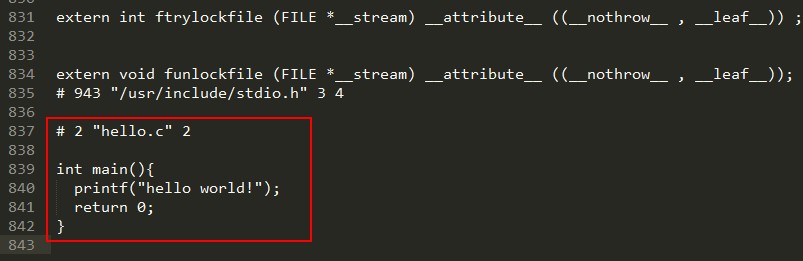 831 extern int ftrylockfile (FILE *__stream) __attribute__ ((__nothrow__ , __leaf__)) ;
832
833
834 extern void funlockfile (FILE *__stream) __attribute__ ((__nothrow__ , __leaf__));
835 # 943 "/usr/include/stdio.h" 3 4
836
837 # 2 "hello.c" 2
838
839 int main(){
840   printf("hello world!");
841   return 0;
842 }
843